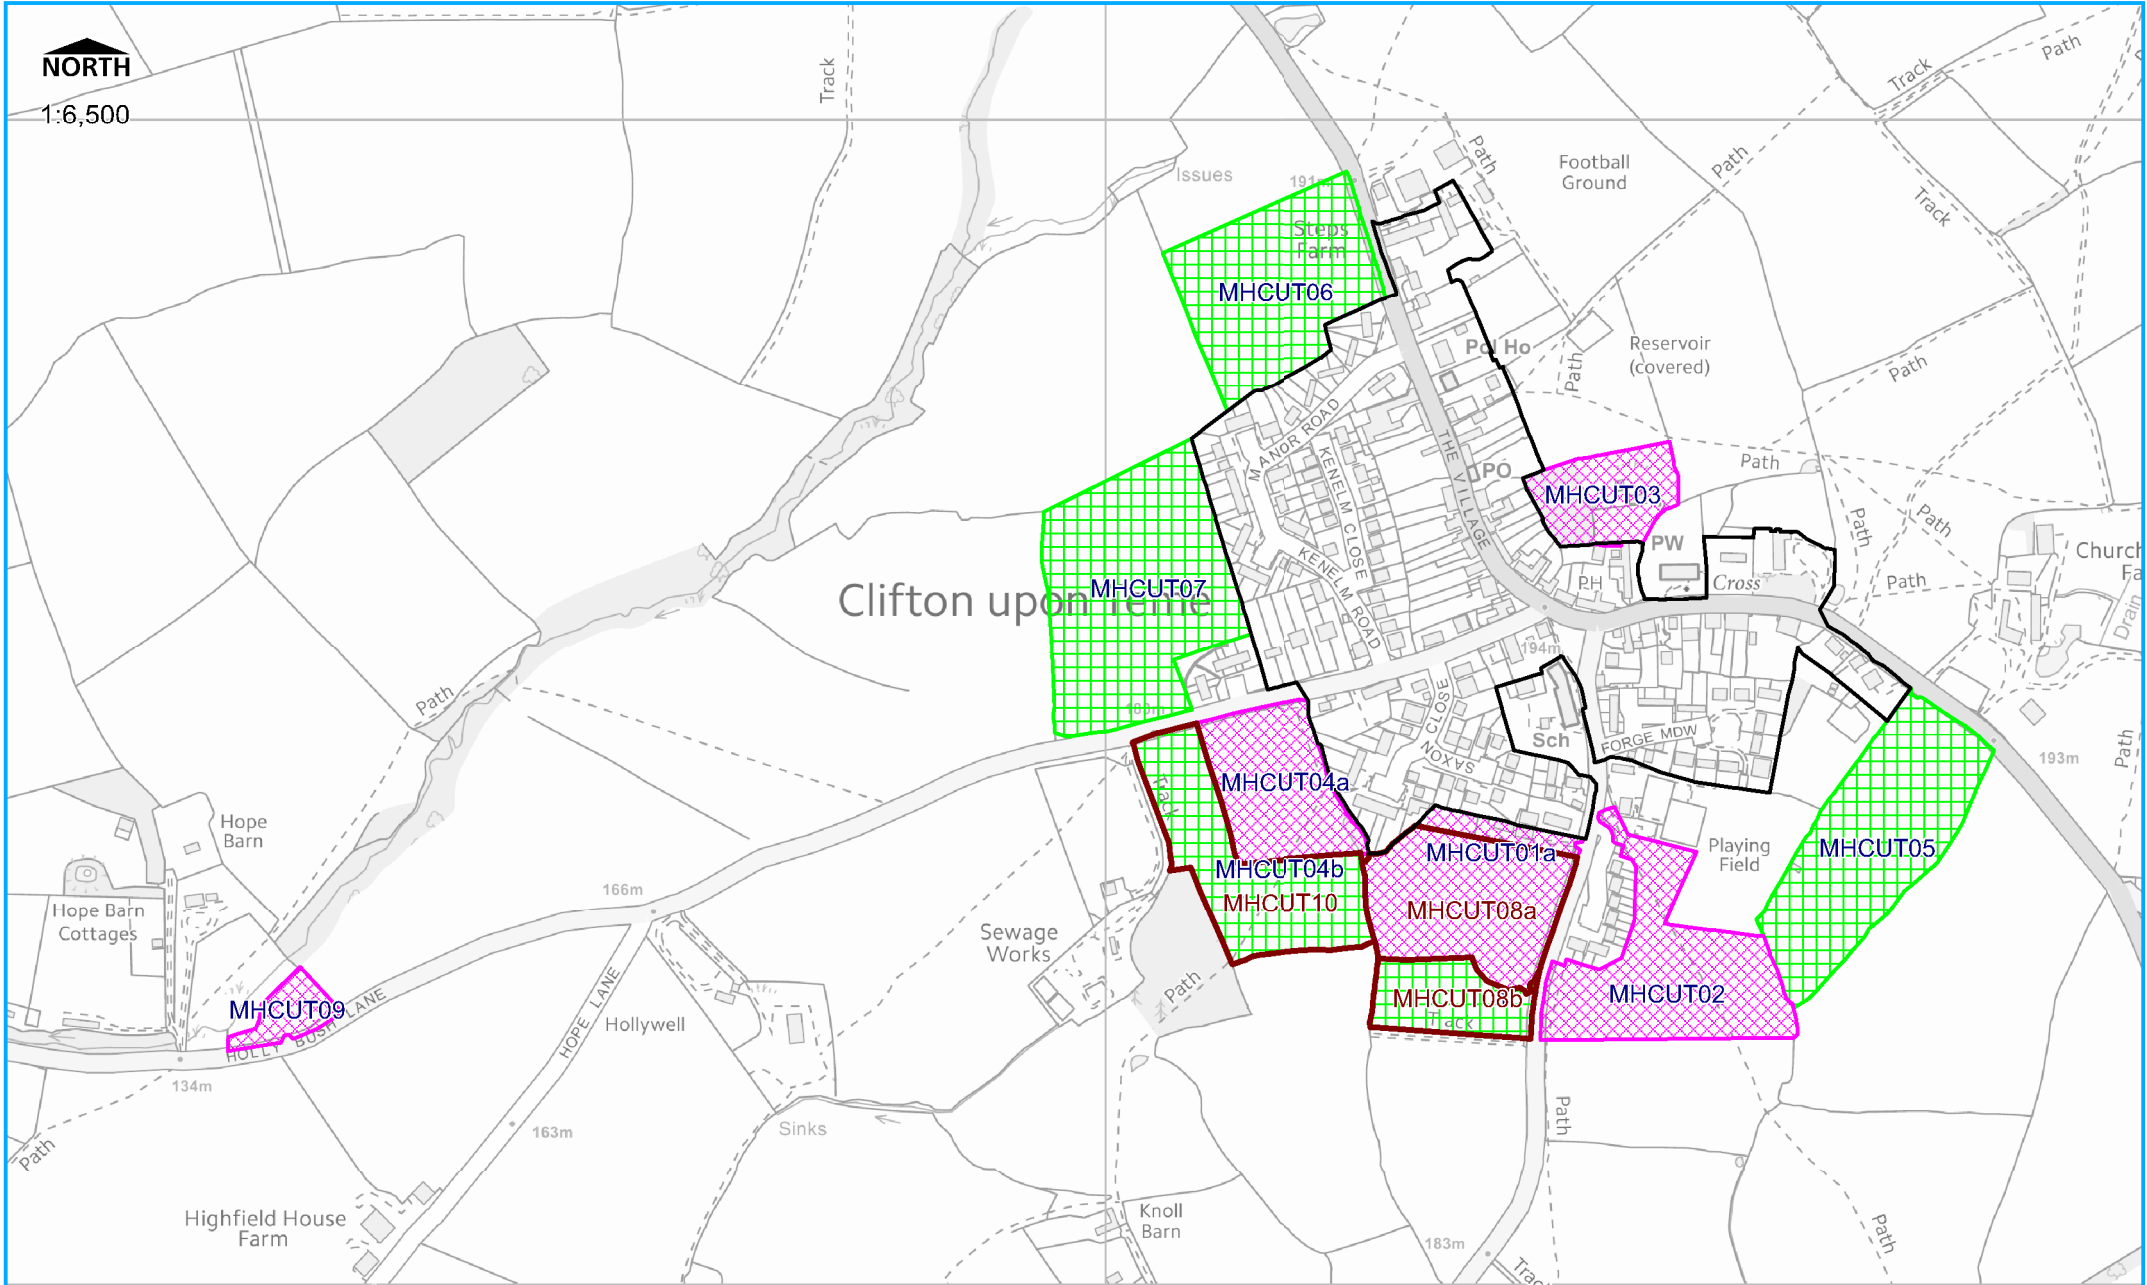 NORTH
1:6,500
Track
Path
Track
Path
Path
Football
Ground
Path
Track
Issues
191m
Steps
Farm
MHCUT06
Pol Ho
Reservoir
(covered)
Path
Path
MANOR ROAD
KENELM CLOSE
THE VILLAGE
PO
MHCUT03
Path
Path
Path
PW
Church
Fa
PH
Cross
Path
Drain
KENELM ROAD
Clifton upon Teme
MHCUT07
194m
Path
189m
SAXON CLOSE
Sch
FORGE MDW
193m
Path
Track
MHCUT04a
Hope
Barn
MHCUT01a
Playing
Field
MHCUT05
MHCUT04b
MHCUT10
MHCUT08a
166m
Hope Barn
Cottages
Sewage
Works
Path
MHCUT08b
Track
MHCUT02
MHCUT09
HOLLY BUSH LANE
HOPE LANE
Hollywell
134m
Path
163m
Sinks
Path
Highfield House
Farm
Knoll
Barn
183m
Track
Path